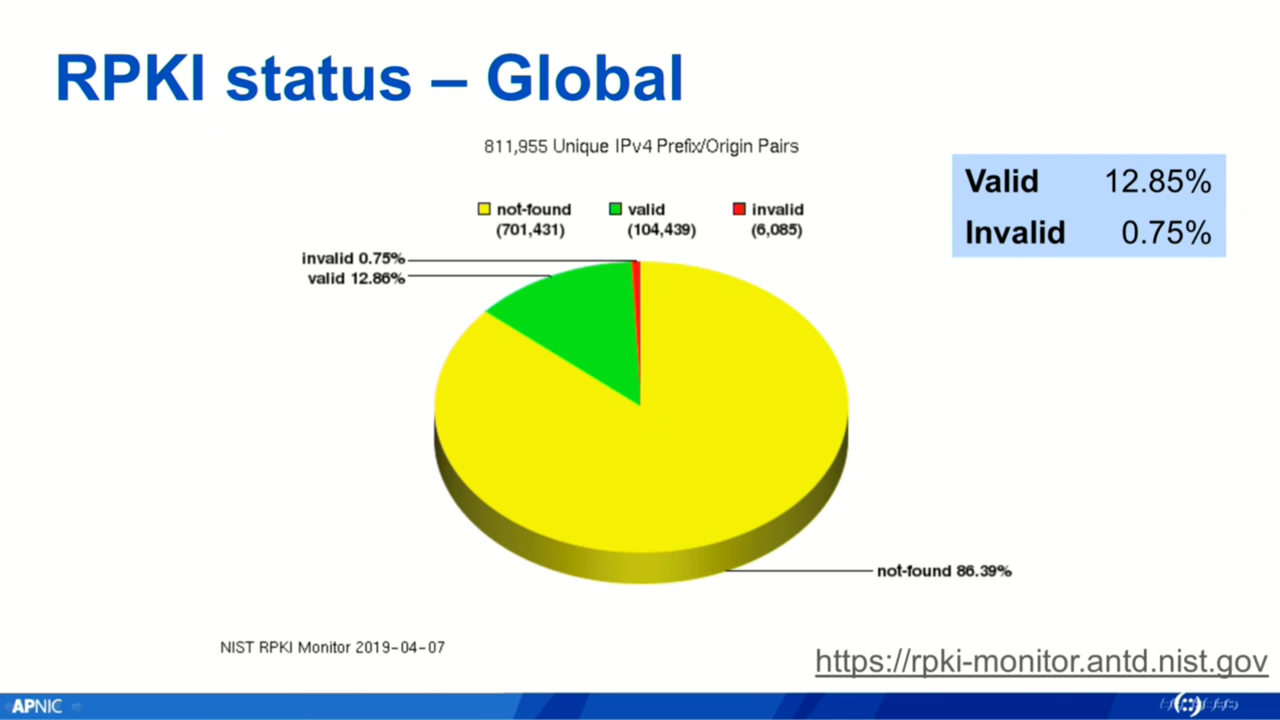 RPKI status – Global
811,955 Unique IPv4 Prefix/Origin Pairs
Valid 12.85%
Invalid 0.75%
not-found valid invalid
(701,431) (104,439) (6,085)
invalid 0.75%
valid 12.86%
not-found 86.39%
NIST RPKI Monitor 2019-04-07
https://rpki-monitor.antd.nist.gov
APNIC